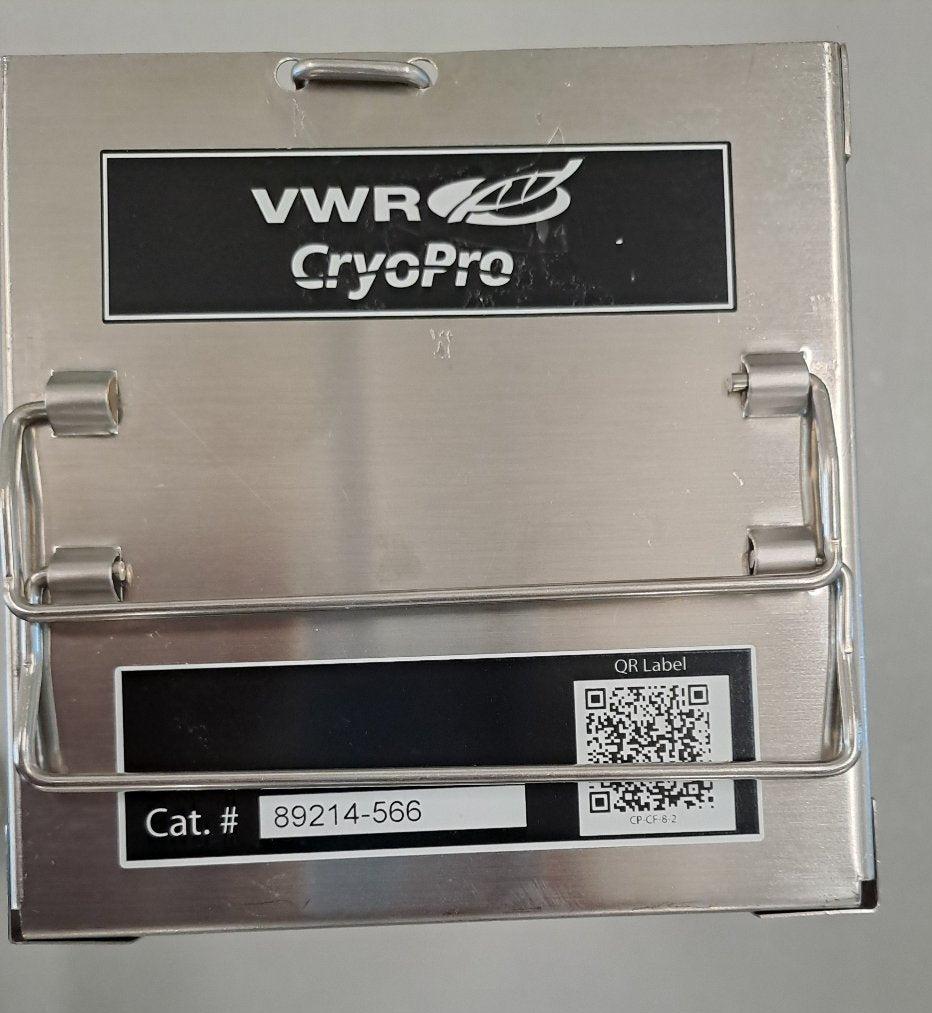 VWR
CryoPro
QR Label
Cat. # 89214-566
CP-CF-8-2